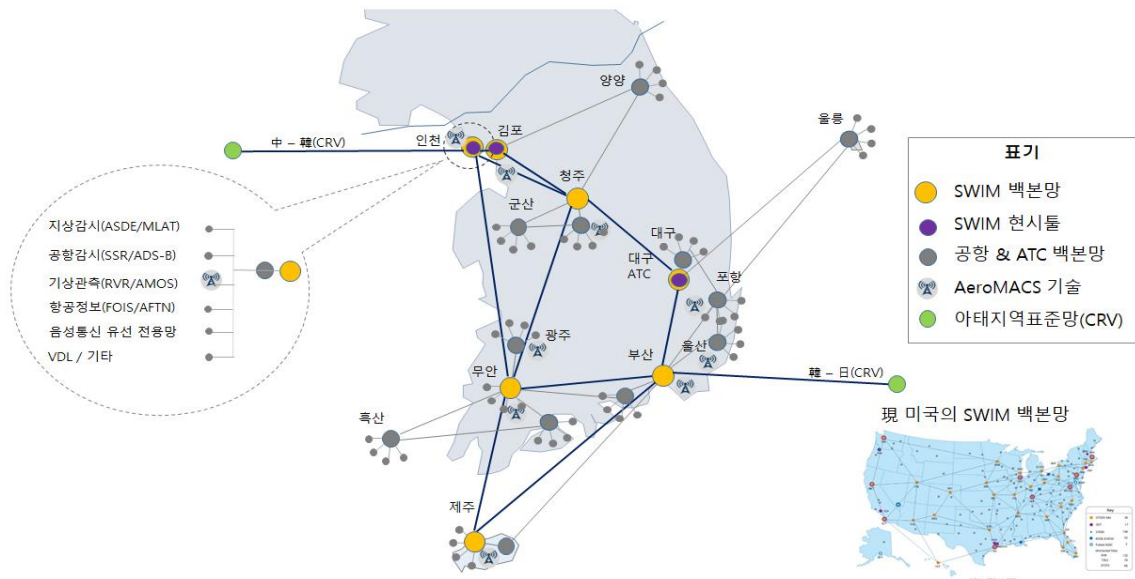 양양
울릉
中 – 韓(CRV)
인천
김포
청주
군산
대구
대구
ATC
포항
울산
광주
무안
부산
흑산
제주
韓 – 日(CRV)
지상감시(ASDE/MLAT)
공항감시(SSR/ADS-B)
기상관측(RVR/AMOS)
항공정보(FOIS/AFTN)
음성통신 유선 전용망
VDL / 기타
표기
SWIM 백본망
SWIM 현시툴
공항 & ATC 백본망
AeroMACS 기술
아태지역표준망(CRV)
現 미국의 SWIM 백본망
Key